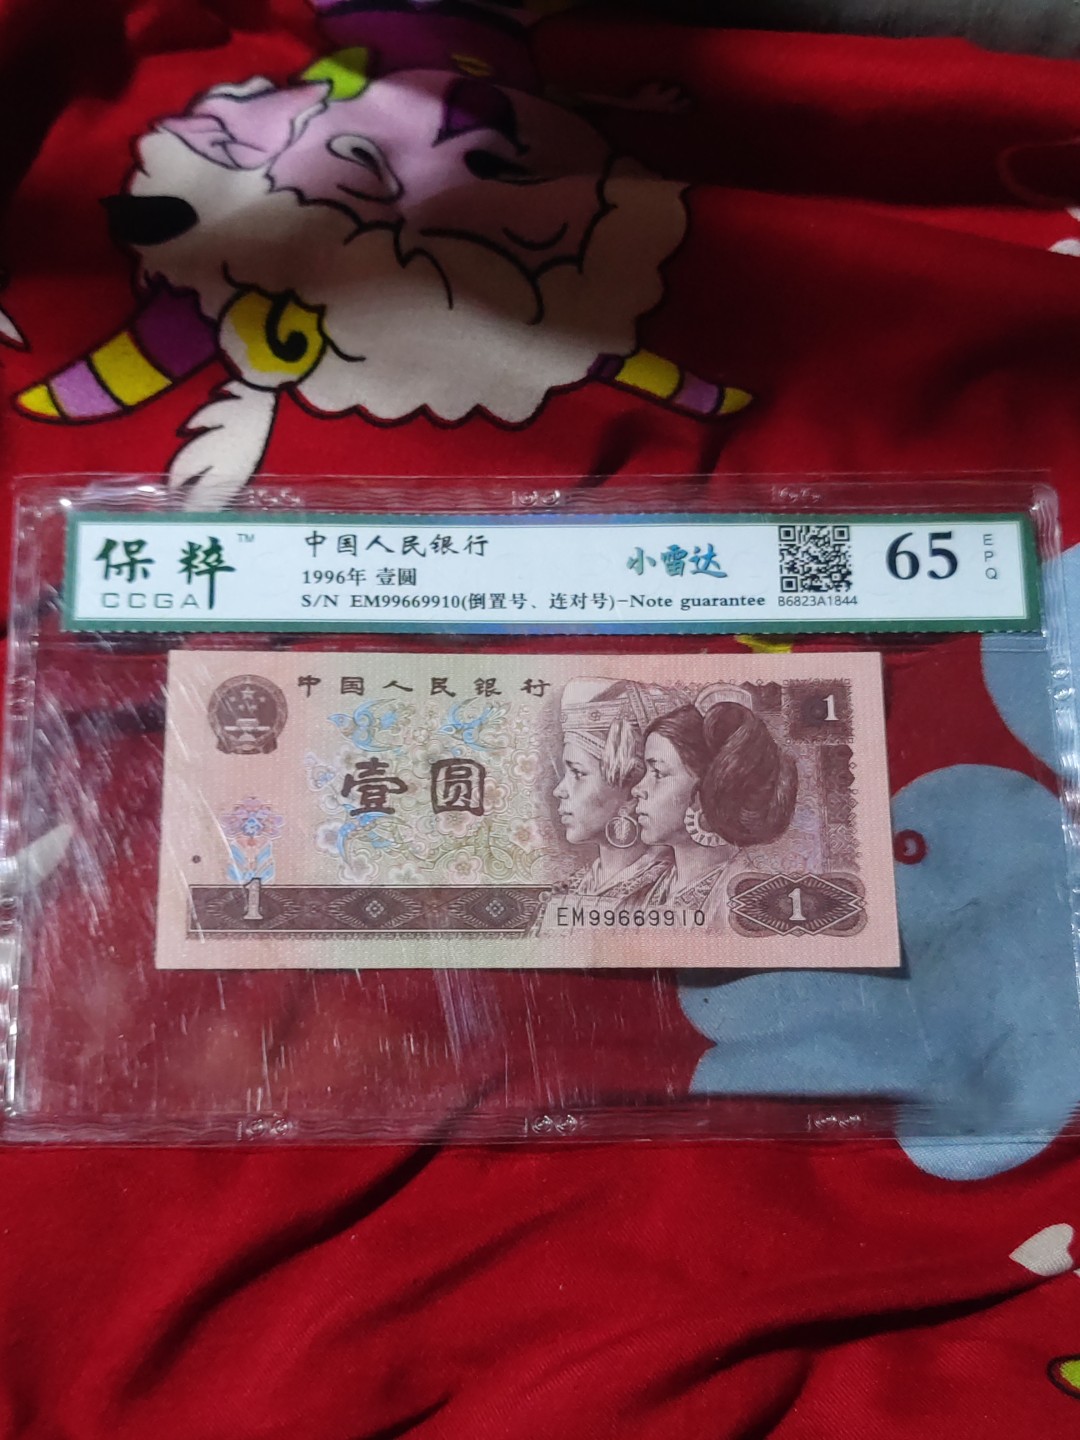 保粹™
CCGA
中国人民银行
1996年 壹圆
S/N EM99669910(倒置号、连对号)-Note guarantee
小雷达
B6823A1844
65
EPQ
中国人民银行
1
壹圆
1
EM99669910
1